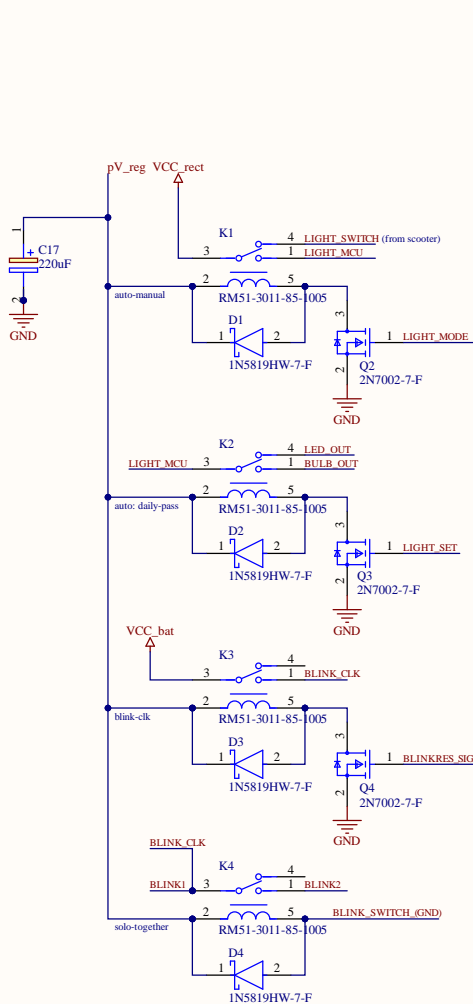 pV_reg VCC_rect
1
C17
220uF
2
GND
K1
3
4
LIGHT_SWITCH (from scooter)
1
LIGHT_MCU
2
5
auto-manual
RM51-3011-85-1005
D1
1
2
1N5819HW-7-F
3
1
LIGHT_MODE
2
Q2
2N7002-7-F
GND
K2
LIGHT_MCU
3
4
LED_OUT
1
BULB_OUT
2
5
auto: daily-pass
RM51-3011-85-1005
D2
1
2
1N5819HW-7-F
3
1
LIGHT_SET
2
Q3
2N7002-7-F
GND
VCC_bat
K3
3
4
1
BLINK_CLK
2
5
blink-clk
RM51-3011-85-1005
D3
1
2
1N5819HW-7-F
3
1
BLINKRES_SIG
2
Q4
2N7002-7-F
GND
BLINK_CLK
K4
BLINK1
3
4
1
BLINK2
2
5
BLINK_SWITCH_(GND)
solo-together
RM51-3011-85-1005
D4
1
2
1N5819HW-7-F